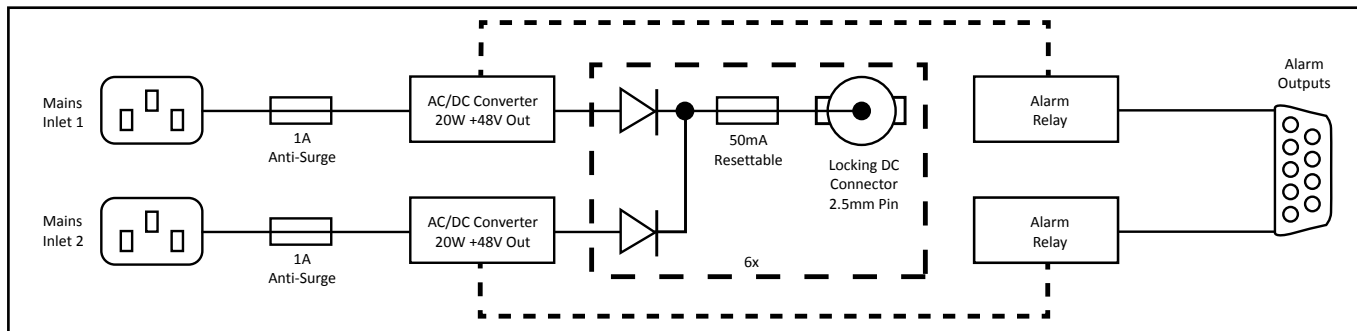 Mains
Inlet 1
1A
Anti-Surge
AC/DC Converter
20W +48V Out
50mA
Resettable
Locking DC
Connector
2.5mm Pin
Alarm
Relay
Alarm
Outputs
Mains
Inlet 2
1A
Anti-Surge
AC/DC Converter
20W +48V Out
6x
Alarm
Relay